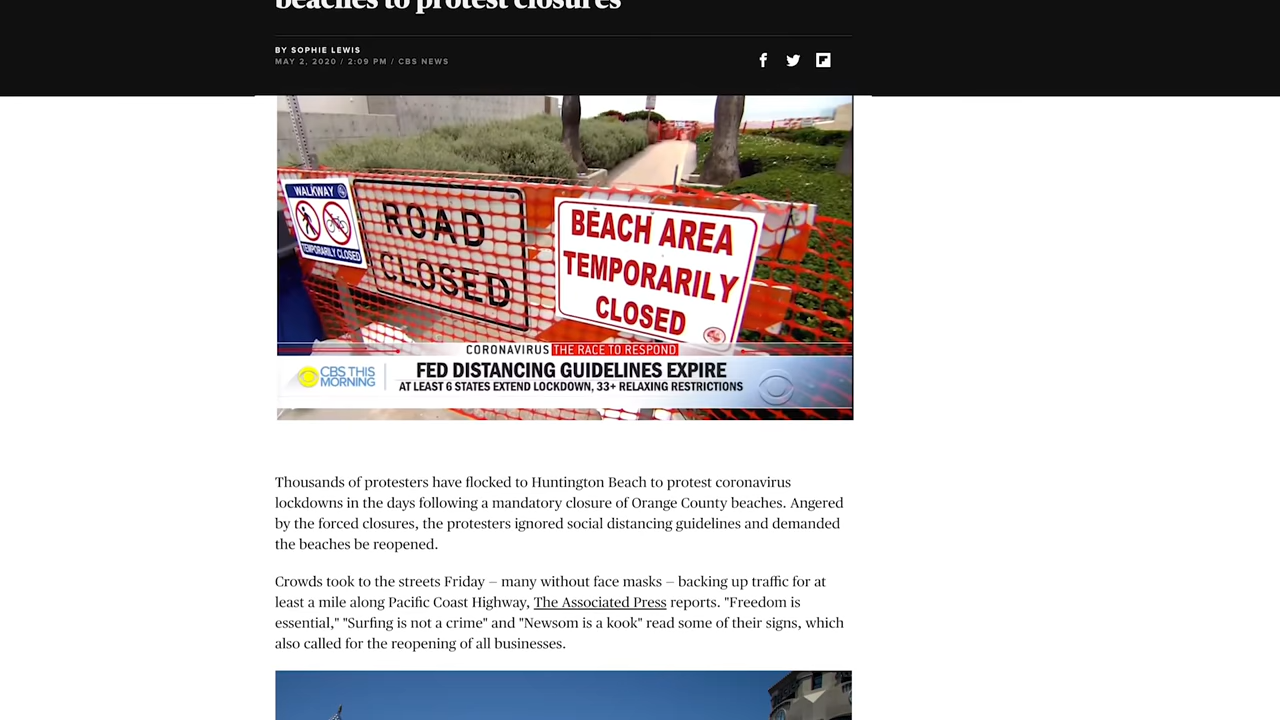 beaches to protest closures
BY SOPHIE LEWIS
MAY 2, 2020 / 2:09 PM / CBS NEWS
WALKWAY
TEMPORARILY CLOSED
ROAD
CLOSED
BEACH AREA
TEMPORARILY
CLOSED
CORONAVIRUS THE RACE TO RESPOND
CBS THIS
MORNING
FED DISTANCING GUIDELINES EXPIRE
AT LEAST 6 STATES EXTEND LOCKDOWN, 33+ RELAXING RESTRICTIONS
Thousands of protesters have flocked to Huntington Beach to protest coronavirus
lockdowns in the days following a mandatory closure of Orange County beaches. Angered
by the forced closures, the protesters ignored social distancing guidelines and demanded
the beaches be reopened.
Crowds took to the streets Friday – many without face masks – backing up traffic for at
least a mile along Pacific Coast Highway, The Associated Press reports. "Freedom is
essential," "Surfing is not a crime" and "Newsom is a kook" read some of their signs, which
also called for the reopening of all businesses.